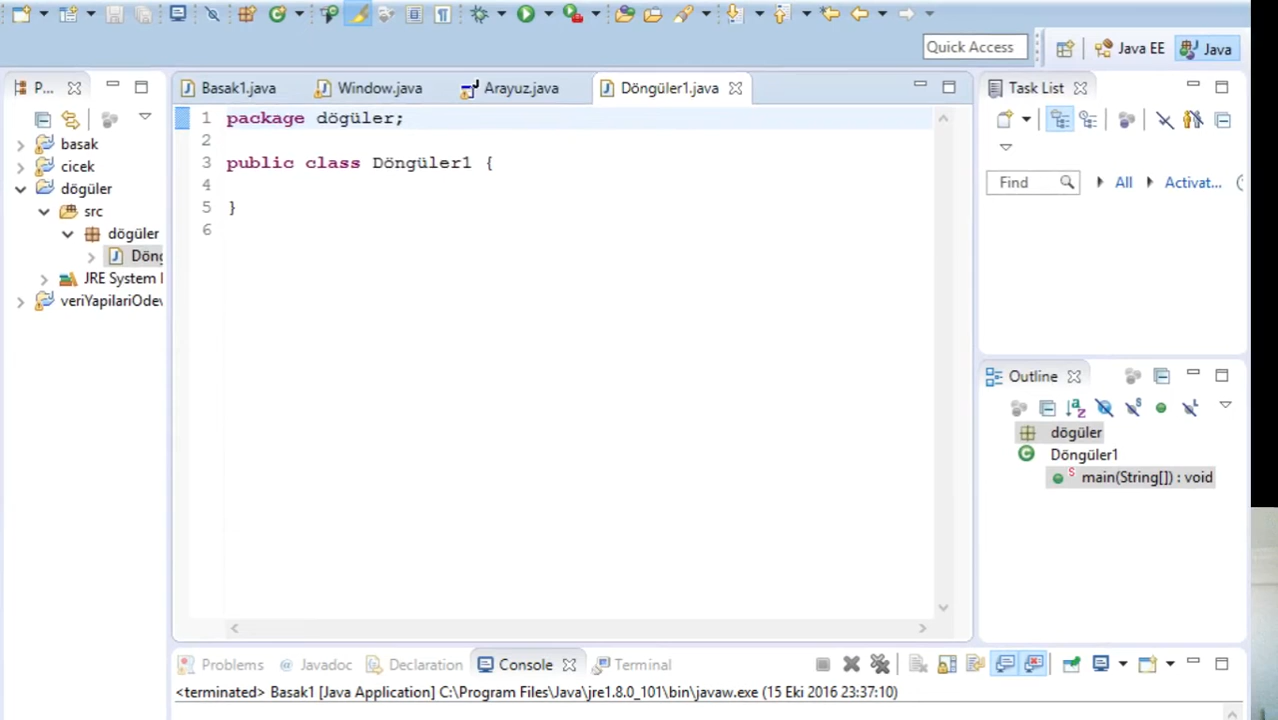 Quick Access
Java EE
Java
P...
Basak1.java
Window.java
Arayuz.java
Döngüler1.java
Task List
basak
cicek
dögüler
src
dögüler
Döng
JRE System
veriYapilariOdev
1 package dögüler;
2
3 public class Döngüler1 {
4
5 }
6
Find
All
Activat...
Outline
dögüler
Döngüler1
S main(String[]) : void
Problems
@ Javadoc
Declaration
Console
Terminal
<terminated> Basak1 [Java Application] C:\Program Files\Java\jre1.8.0_101\bin\javaw.exe (15 Eki 2016 23:37:10)